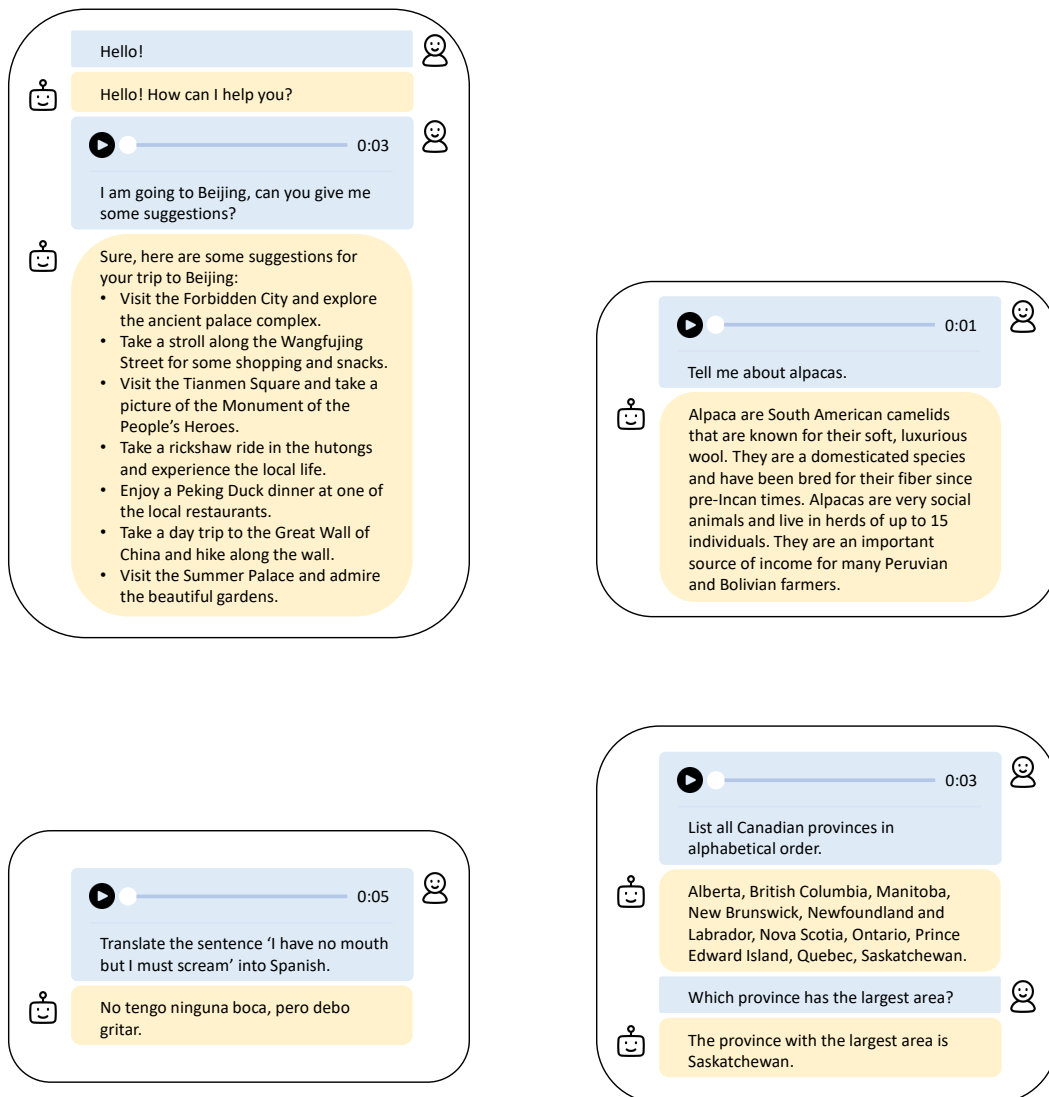 Hello!
Hello! How can I help you?
0:03
I am going to Beijing, can you give me
some suggestions?
Sure, here are some suggestions for
your trip to Beijing:
• Visit the Forbidden City and explore
the ancient palace complex.
• Take a stroll along the Wangfujing
Street for some shopping and snacks.
• Visit the Tianmen Square and take a
picture of the Monument of the
People’s Heroes.
• Take a rickshaw ride in the hutongs
and experience the local life.
• Enjoy a Peking Duck dinner at one of
the local restaurants.
• Take a day trip to the Great Wall of
China and hike along the wall.
• Visit the Summer Palace and admire
the beautiful gardens.
0:01
Tell me about alpacas.
Alpaca are South American camelids
that are known for their soft, luxurious
wool. They are a domesticated species
and have been bred for their fiber since
pre-Incan times. Alpacas are very social
animals and live in herds of up to 15
individuals. They are an important
source of income for many Peruvian
and Bolivian farmers.
0:05
Translate the sentence ‘I have no mouth
but I must scream’ into Spanish.
No tengo ninguna boca, pero debo
gritar.
0:03
List all Canadian provinces in
alphabetical order.
Alberta, British Columbia, Manitoba,
New Brunswick, Newfoundland and
Labrador, Nova Scotia, Ontario, Prince
Edward Island, Quebec, Saskatchewan.
Which province has the largest area?
The province with the largest area is
Saskatchewan.